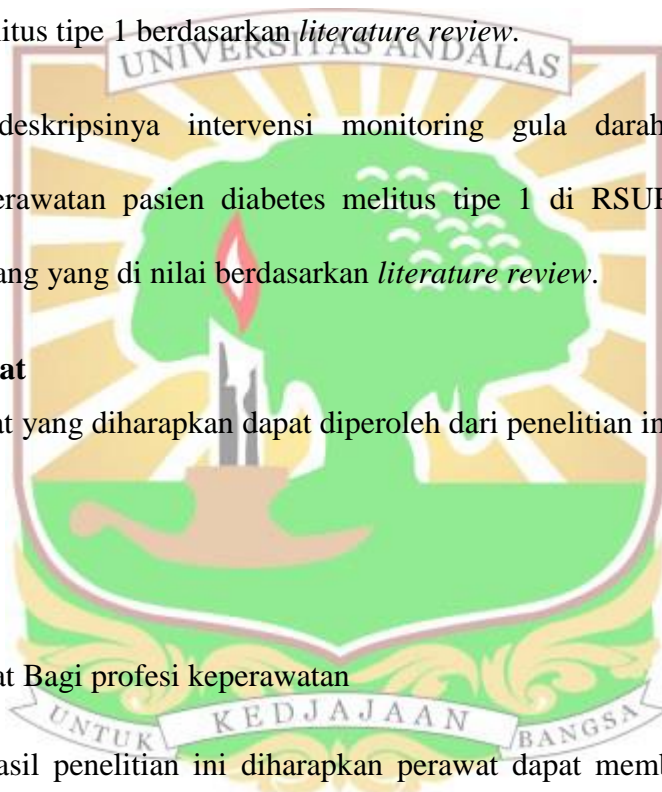 litus tipe 1 berdasarkan literature review.
UNIVERSITAS ANDALAS
deskripsinya intervensi monitoring gula darah
erawatan pasien diabetes melitus tipe 1 di RSUP
ang yang di nilai berdasarkan literature review.
at
at yang diharapkan dapat diperoleh dari penelitian in
at Bagi profesi keperawatan
UNTUK KEDJAJAAN BANGSA
asil penelitian ini diharapkan perawat dapat memb